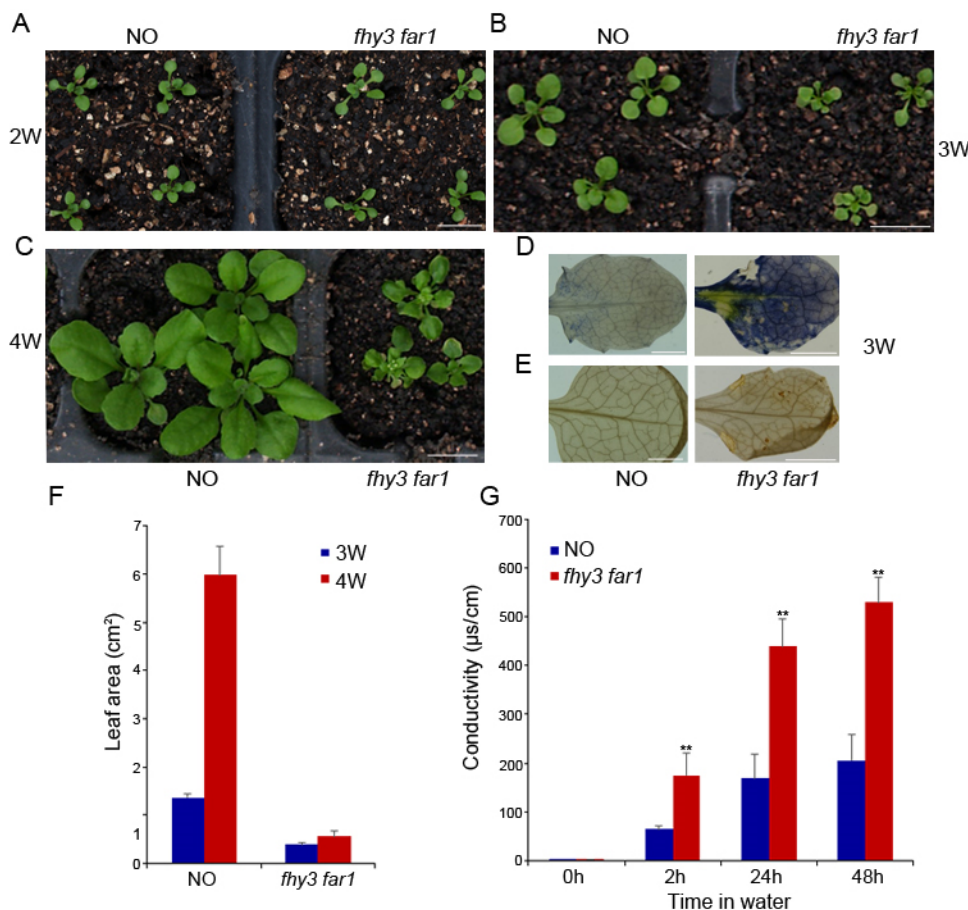 A
NO
fhy3 far1
2W
B
NO
fhy3 far1
3W
C
4W
NO
fhy3 far1
D
3W
E
NO
fhy3 far1
F
7
6
5
4
3
2
1
0
Leaf area (cm²)
3W
4W
NO
fhy3 far1
G
700
600
500
400
300
200
100
0
Conductivity (µs/cm)
NO
fhy3 far1
**
**
**
0h
2h
24h
48h
Time in water